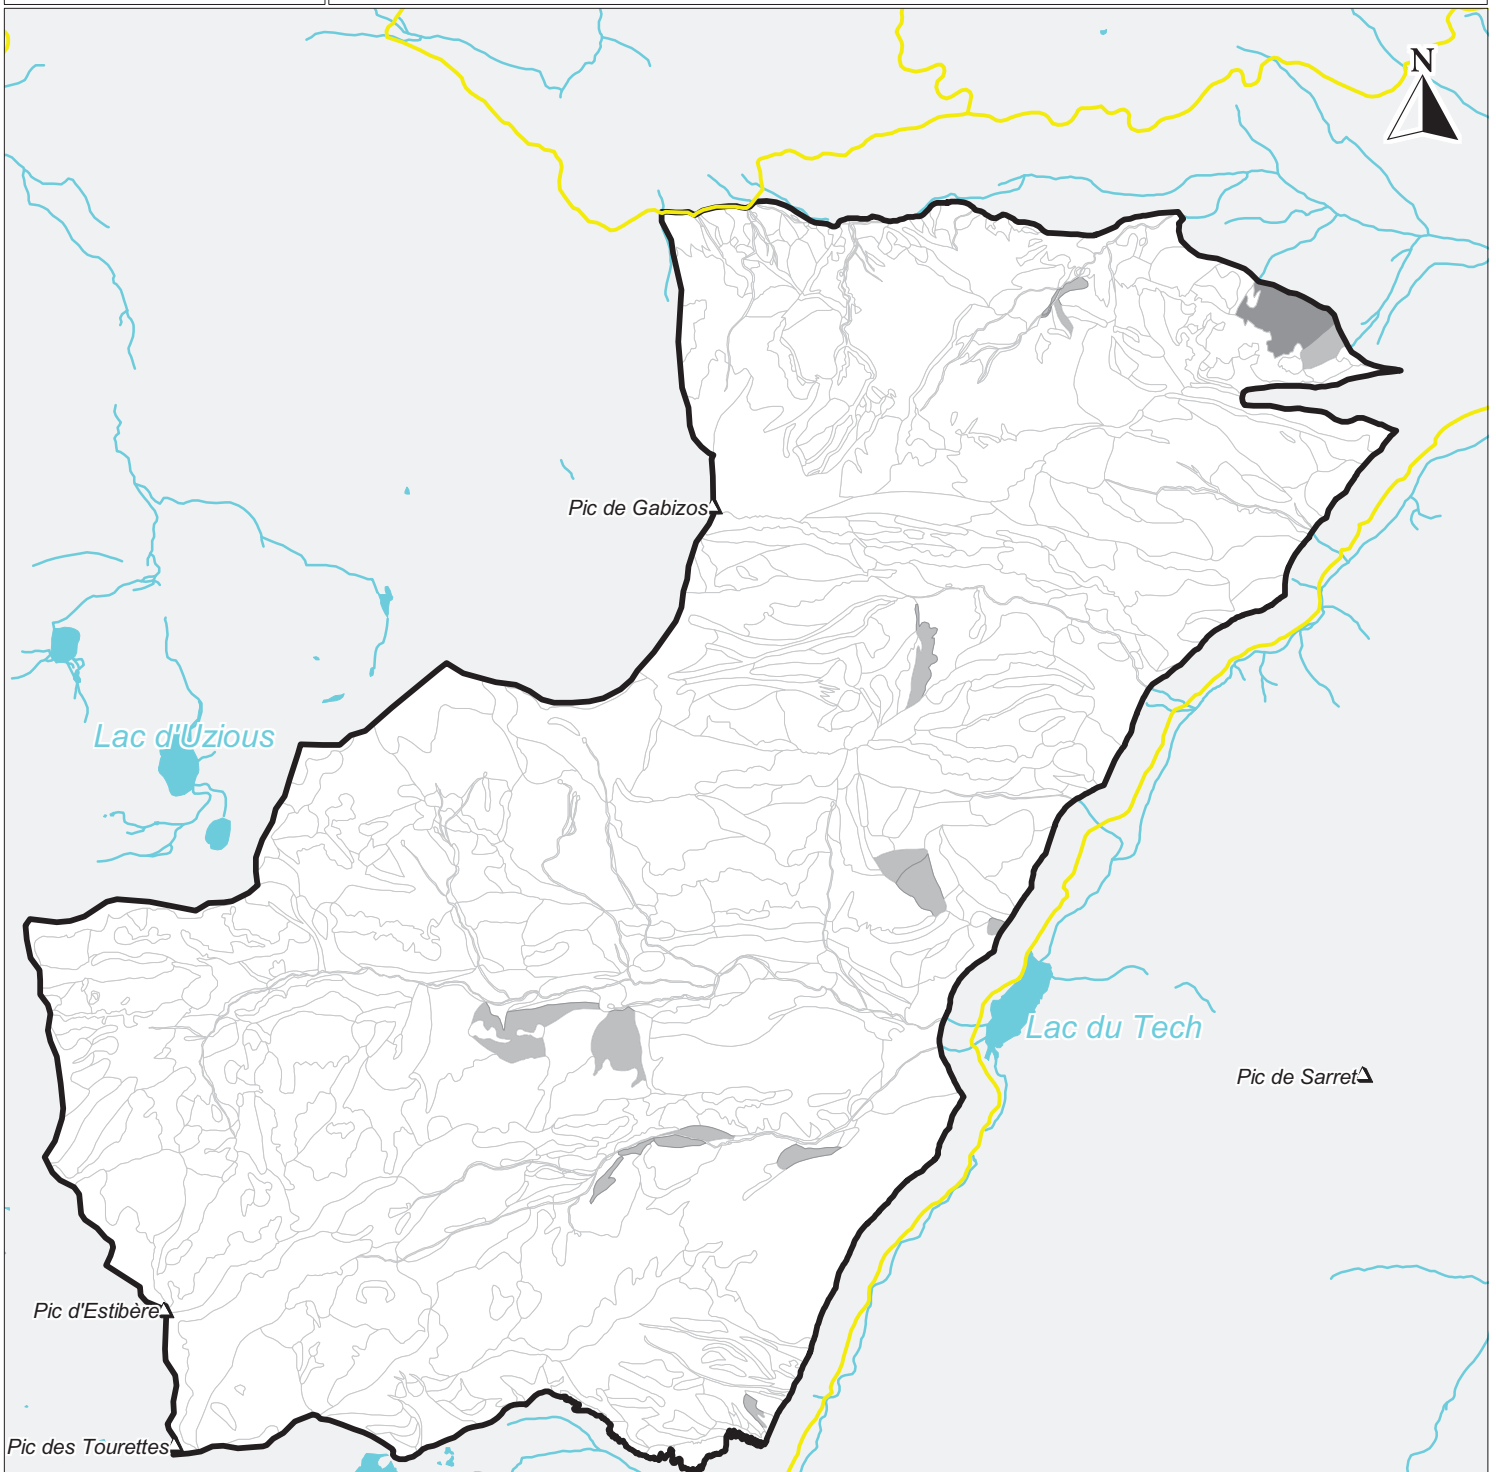 N
Pic de Gabizos
Lac d'Uzious
Lac du Tech
Pic de Sarret
Pic d'Estibère
Pic des Tourettes